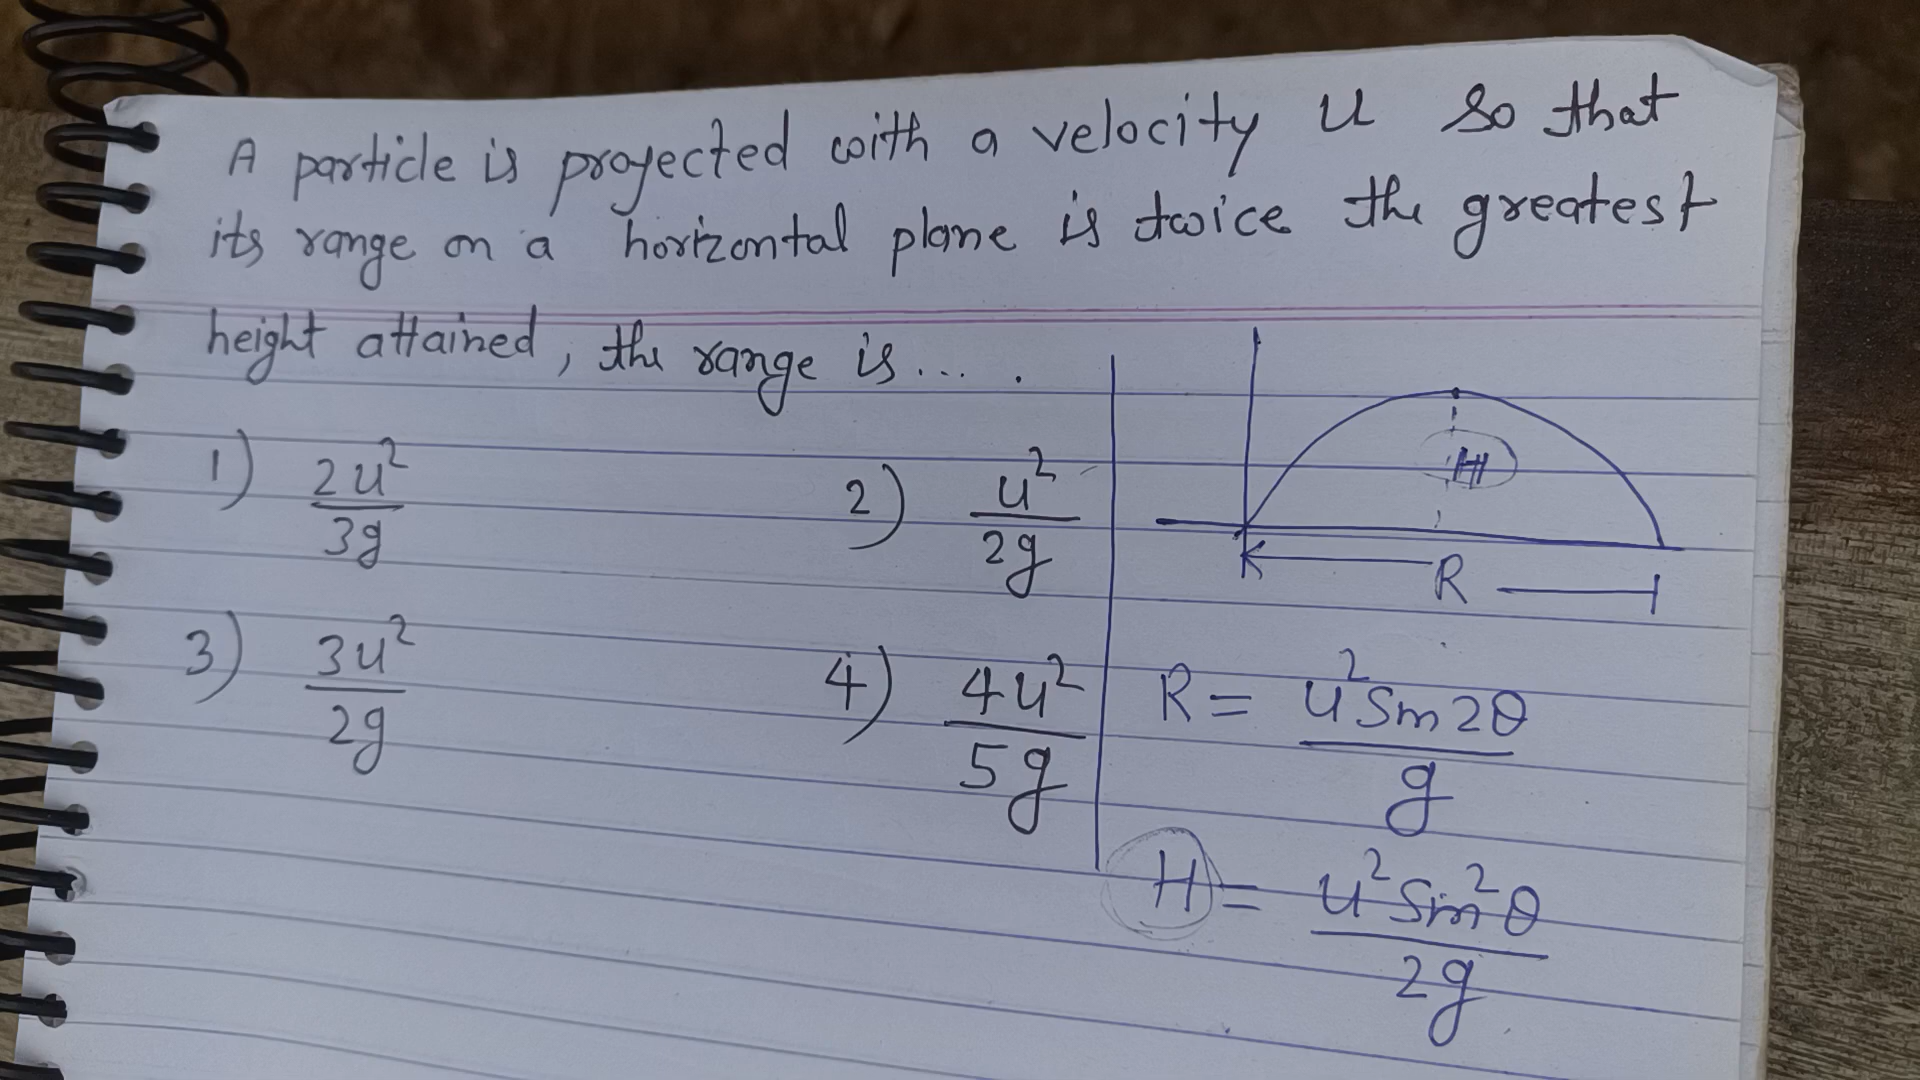 A particle is projected with a velocity u so that
its range on a horizontal plane is twice the greatest
height attained, the range is... .
1) 2u²/3g
2) u²/2g
3) 3u²/2g
4) 4u²/5g
H
R
R = u²Sin2θ/g
H = u²Sin²θ/2g